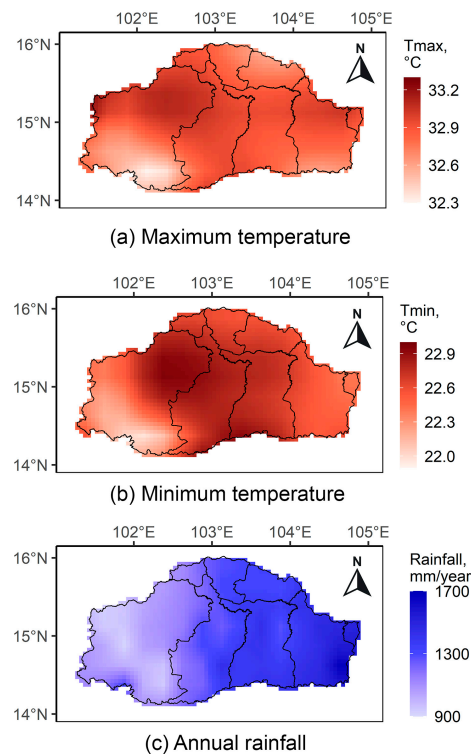 102°E 103°E 104°E 105°E
16°N
15°N
14°N
N
Tmax,
°C
33.2
32.9
32.6
32.3
(a) Maximum temperature
102°E 103°E 104°E 105°E
16°N
15°N
14°N
N
Tmin,
°C
22.9
22.6
22.3
22.0
(b) Minimum temperature
102°E 103°E 104°E 105°E
16°N
15°N
14°N
N
Rainfall,
mm/year
1700
1300
900
(c) Annual rainfall